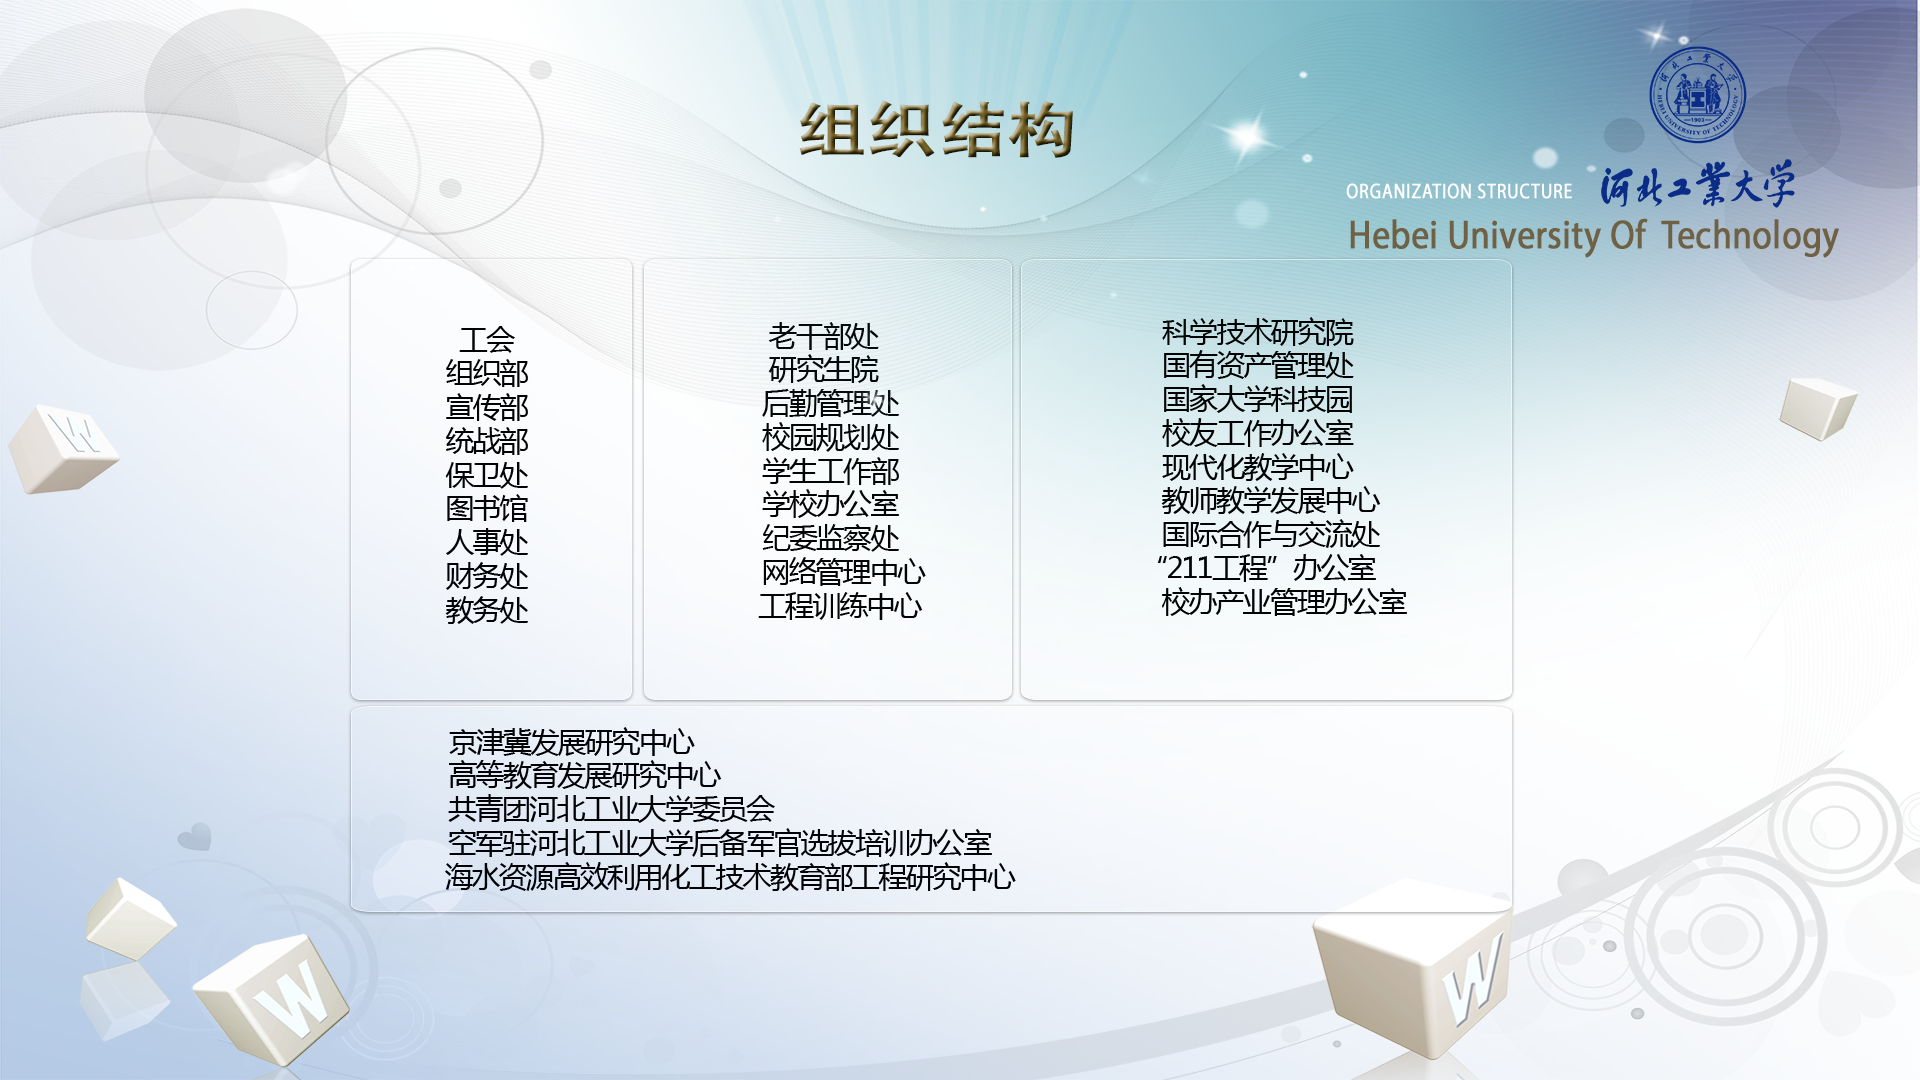 组织结构
河北工業大学
HEBEI UNIVERSITY OF TECHNOLOGY
1903
ORGANIZATION STRUCTURE
河北工業大学
Hebei University Of Technology
工会
组织部
宣传部
统战部
保卫处
图书馆
人事处
财务处
教务处
老干部处
研究生院
后勤管理处
校园规划处
学生工作部
学校办公室
纪委监察处
网络管理中心
工程训练中心
科学技术研究院
国有资产管理处
国家大学科技园
校友工作办公室
现代化教学中心
教师教学发展中心
国际合作与交流处
“211工程”办公室
校办产业管理办公室
京津冀发展研究中心
高等教育发展研究中心
共青团河北工业大学委员会
空军驻河北工业大学后备军官选拔培训办公室
海水资源高效利用化工技术教育部工程研究中心
W
W
W